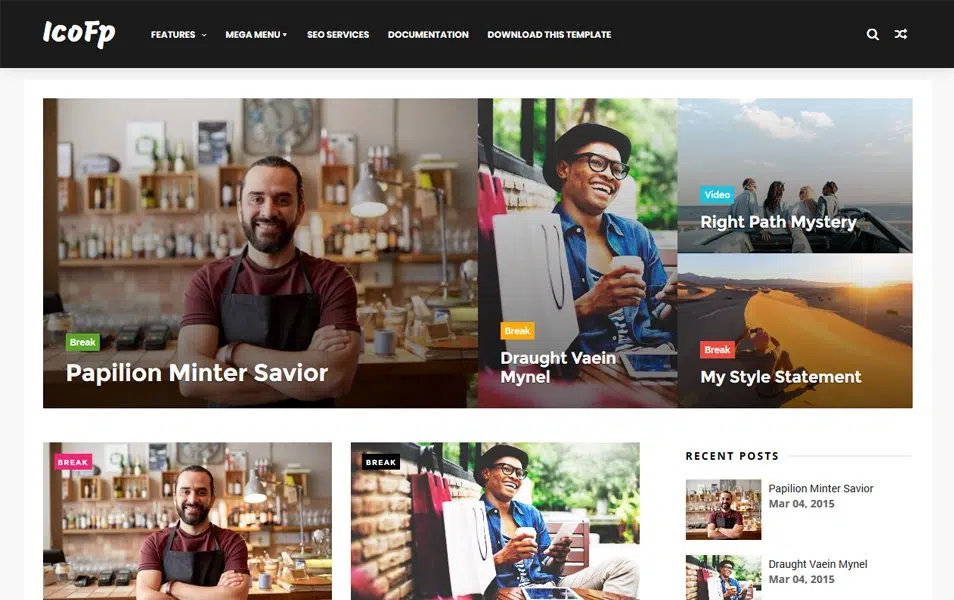 IcoFp
FEATURES
MEGA MENU
SEO SERVICES
DOCUMENTATION
DOWNLOAD THIS TEMPLATE
Break
Papilion Minter Savior
Break
Draught Vaein
Mynel
Video
Right Path Mystery
Break
My Style Statement
BREAK
BREAK
RECENT POSTS
Papilion Minter Savior
Mar 04, 2015
Draught Vaein Mynel
Mar 04, 2015